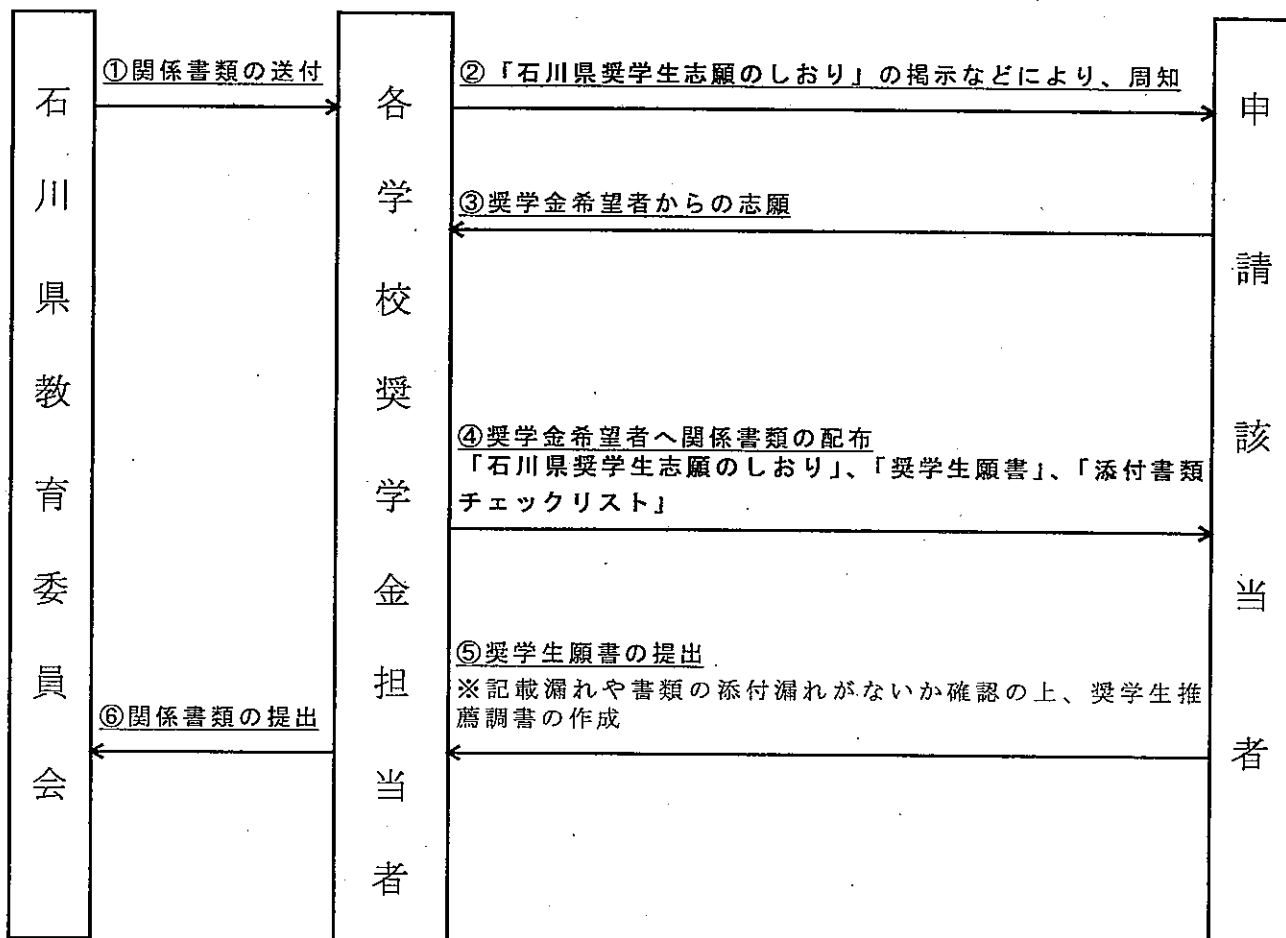 石川県教育委員会
①関係書類の送付
各学校奨学金担当者
②「石川県奨学生志願のしおり」の掲示などにより、周知
申請該当者
③奨学金希望者からの志願
④奨学金希望者へ関係書類の配布
「石川県奨学生志願のしおり」、「奨学生願書」、「添付書類
チェックリスト」
⑤奨学生願書の提出
※記載漏れや書類の添付漏れがないか確認の上、奨学生推
薦調書の作成
⑥関係書類の提出